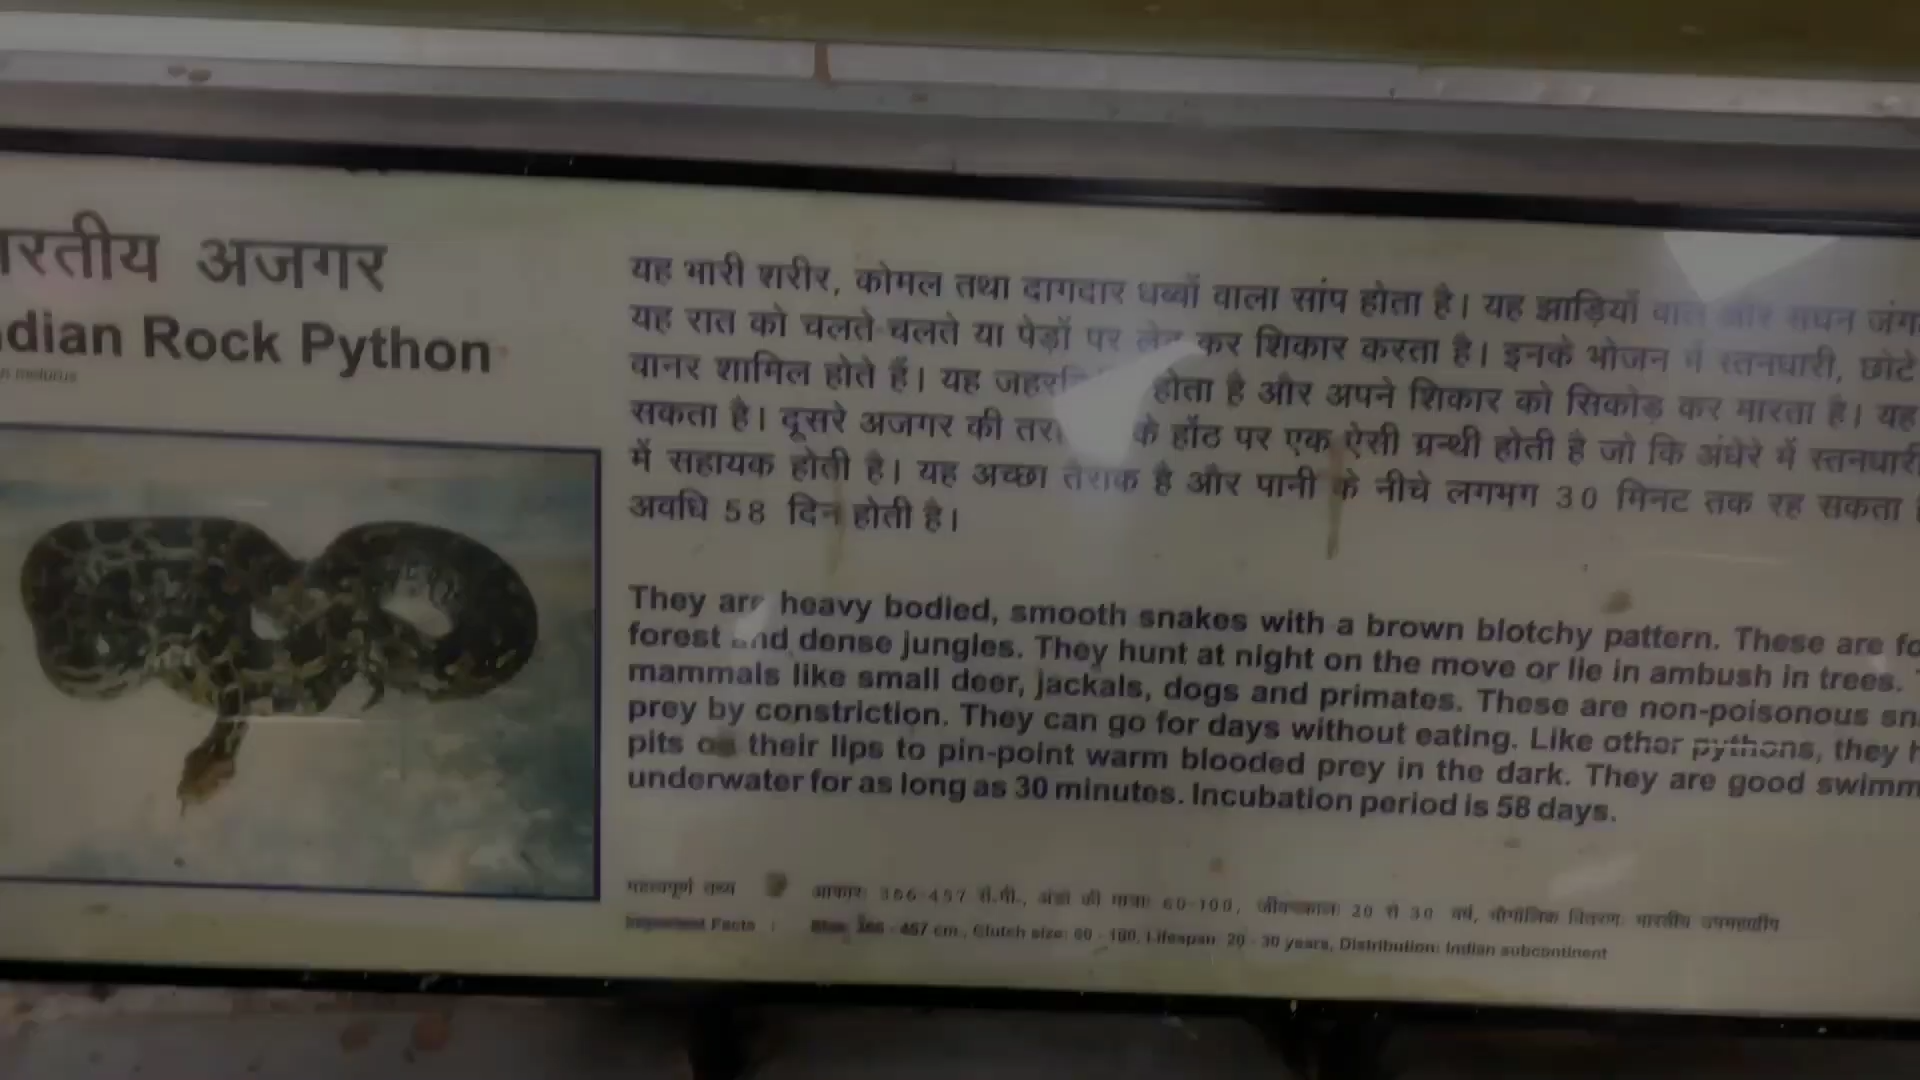 भारतीय अजगर
Indian Rock Python
यह भारी शरीर, कोमल तथा दागदार धब्बों वाला सांप होता है। यह झाड़ियों वाले और सघन
यह रात को चलते-चलते या पेड़ों पर कर शिकार करता है। इनके भोजन में स्तनधारी, छोटे
वानर शामिल होते हैं। यह होता है और अपने शिकार को सिकोड़ कर मारता है। यह
सकता है। दूसरे अजगर की के होंठ पर एक ऐसी ग्रन्थी होती है जो कि अंधेरे में स्तनधारी
में सहायक होती है। यह अच्छा तैराक है और पानी के नीचे लगभग 30 मिनट तक रह सकता
अवधि 58 दिन होती है।
They are heavy bodied, smooth snakes with a brown blotchy pattern. These are
forest and dense jungles. They hunt at night on the move or lie in ambush in trees.
mammals like small deer, jackals, dogs and primates. These are non-poisonous
prey by constriction. They can go for days without eating. Like other pythons, they
pits on their lips to pin-point warm blooded prey in the dark. They are good
underwater for as long as 30 minutes. Incubation period is 58 days.
महत्वपूर्ण तथ्य आकार: 366-457 से.मी., अंडों की मात्रा: 60-100, जीवनकाल: 20 से 30 वर्ष, भौगोलिक वितरण: भारतीय उपमहाद्वीप
Important Facts : Size: 366 - 457 cm., Clutch size: 60 - 100, Lifespan: 20 - 30 years, Distribution: Indian subcontinent